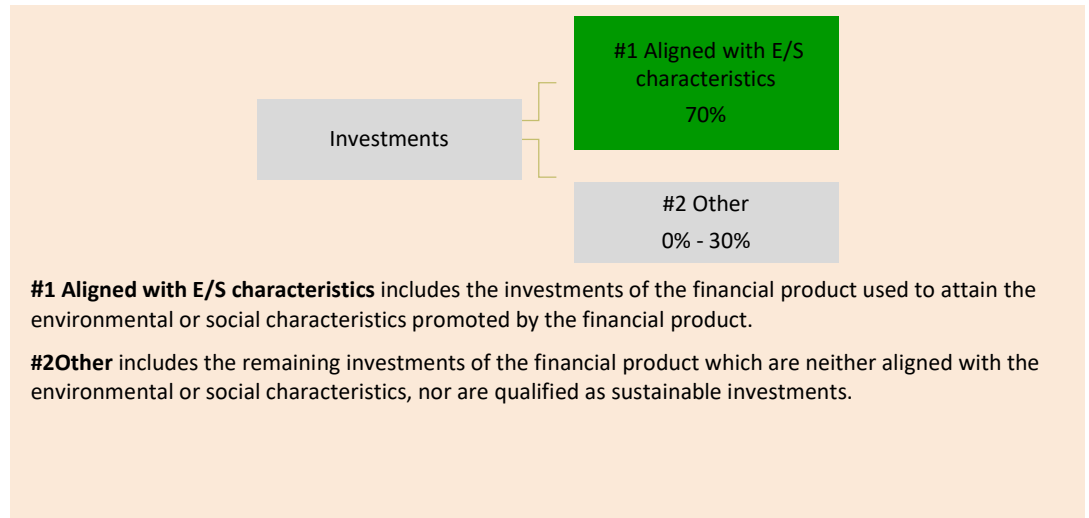 #1 Aligned with E/S
characteristics
70%
Investments
#2 Other
0% - 30%
#1 Aligned with E/S characteristics includes the investments of the financial product used to attain the
environmental or social characteristics promoted by the financial product.
#2Other includes the remaining investments of the financial product which are neither aligned with the
environmental or social characteristics, nor are qualified as sustainable investments.